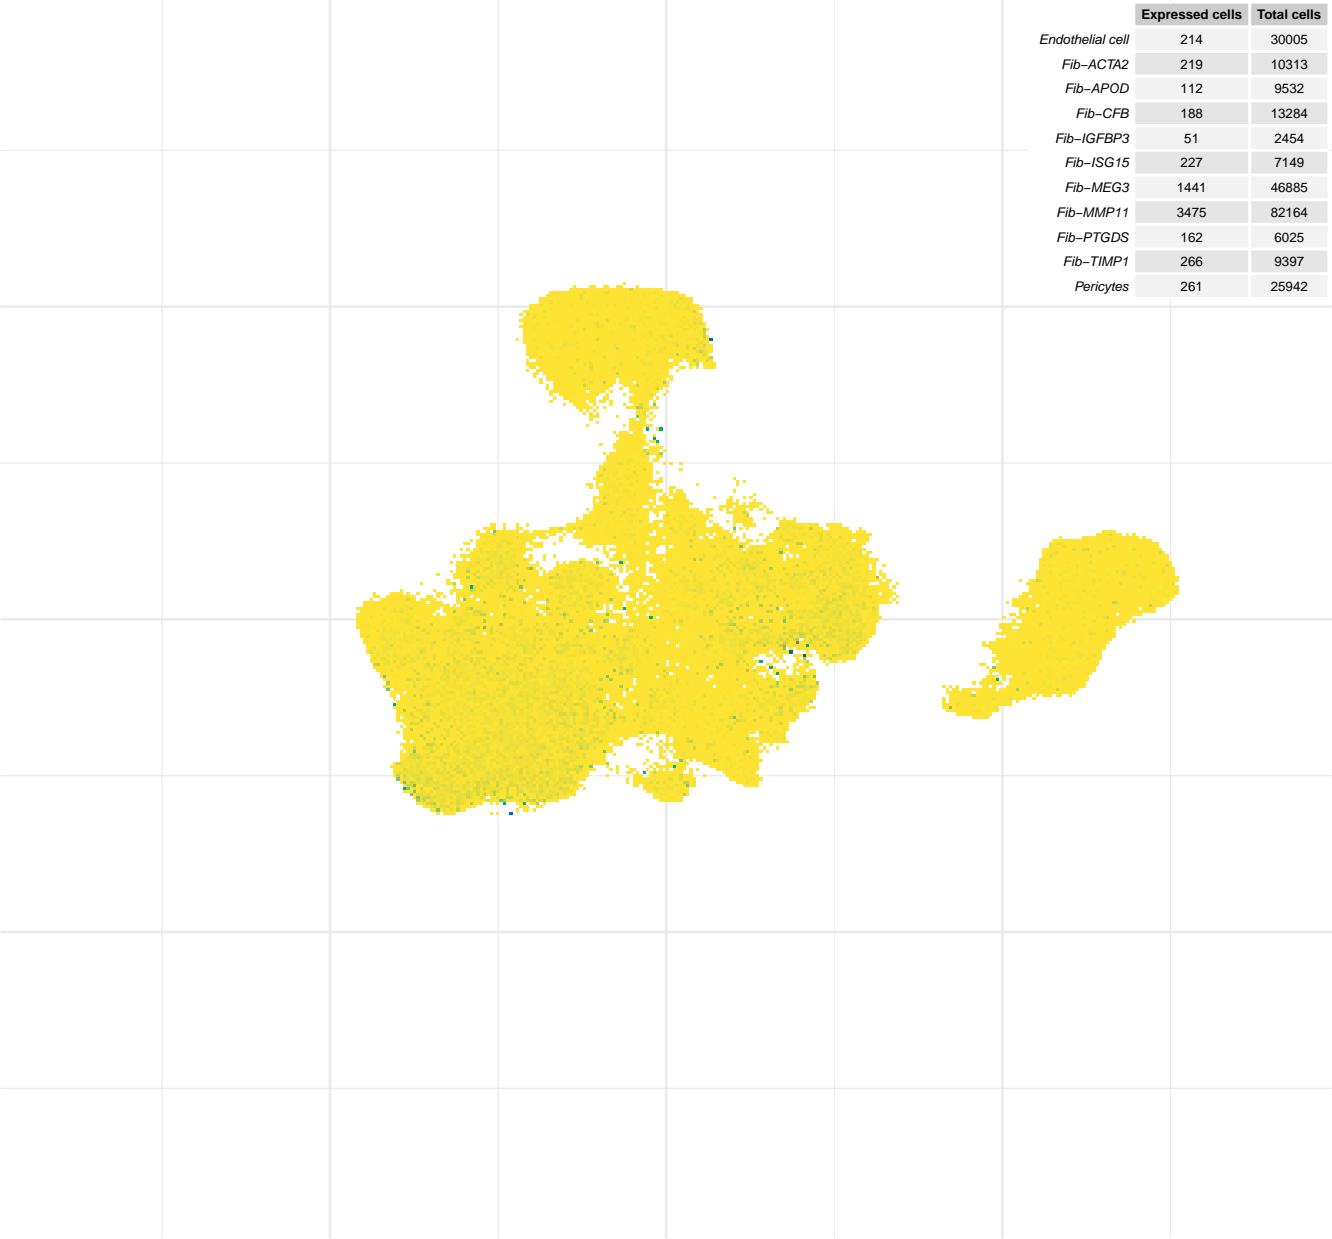 Expressed cells Total cells
Endothelial cell 214 30005
Fib−ACTA2 219 10313
Fib−APOD 112 9532
Fib−CFB 188 13284
Fib−IGFBP3 51 2454
Fib−ISG15 227 7149
Fib−MEG3 1441 46885
Fib−MMP11 3475 82164
Fib−PTGDS 162 6025
Fib−TIMP1 266 9397
Pericytes 261 25942